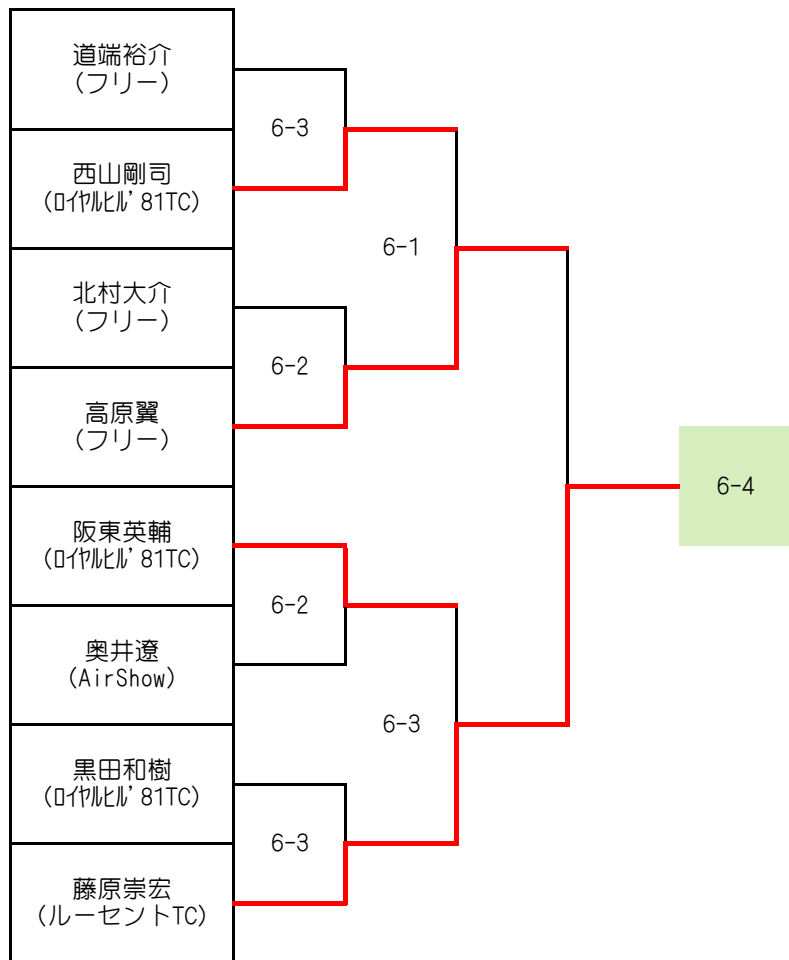 道端裕介
(フリー)
6-3
西山剛司
(ﾛｲﾔﾙﾋﾙ'81TC)
6-1
北村大介
(フリー)
6-2
高原翼
(フリー)
6-4
阪東英輔
(ﾛｲﾔﾙﾋﾙ'81TC)
6-2
奥井遼
(AirShow)
6-3
黒田和樹
(ﾛｲﾔﾙﾋﾙ'81TC)
6-3
藤原崇宏
(ルーセントTC)